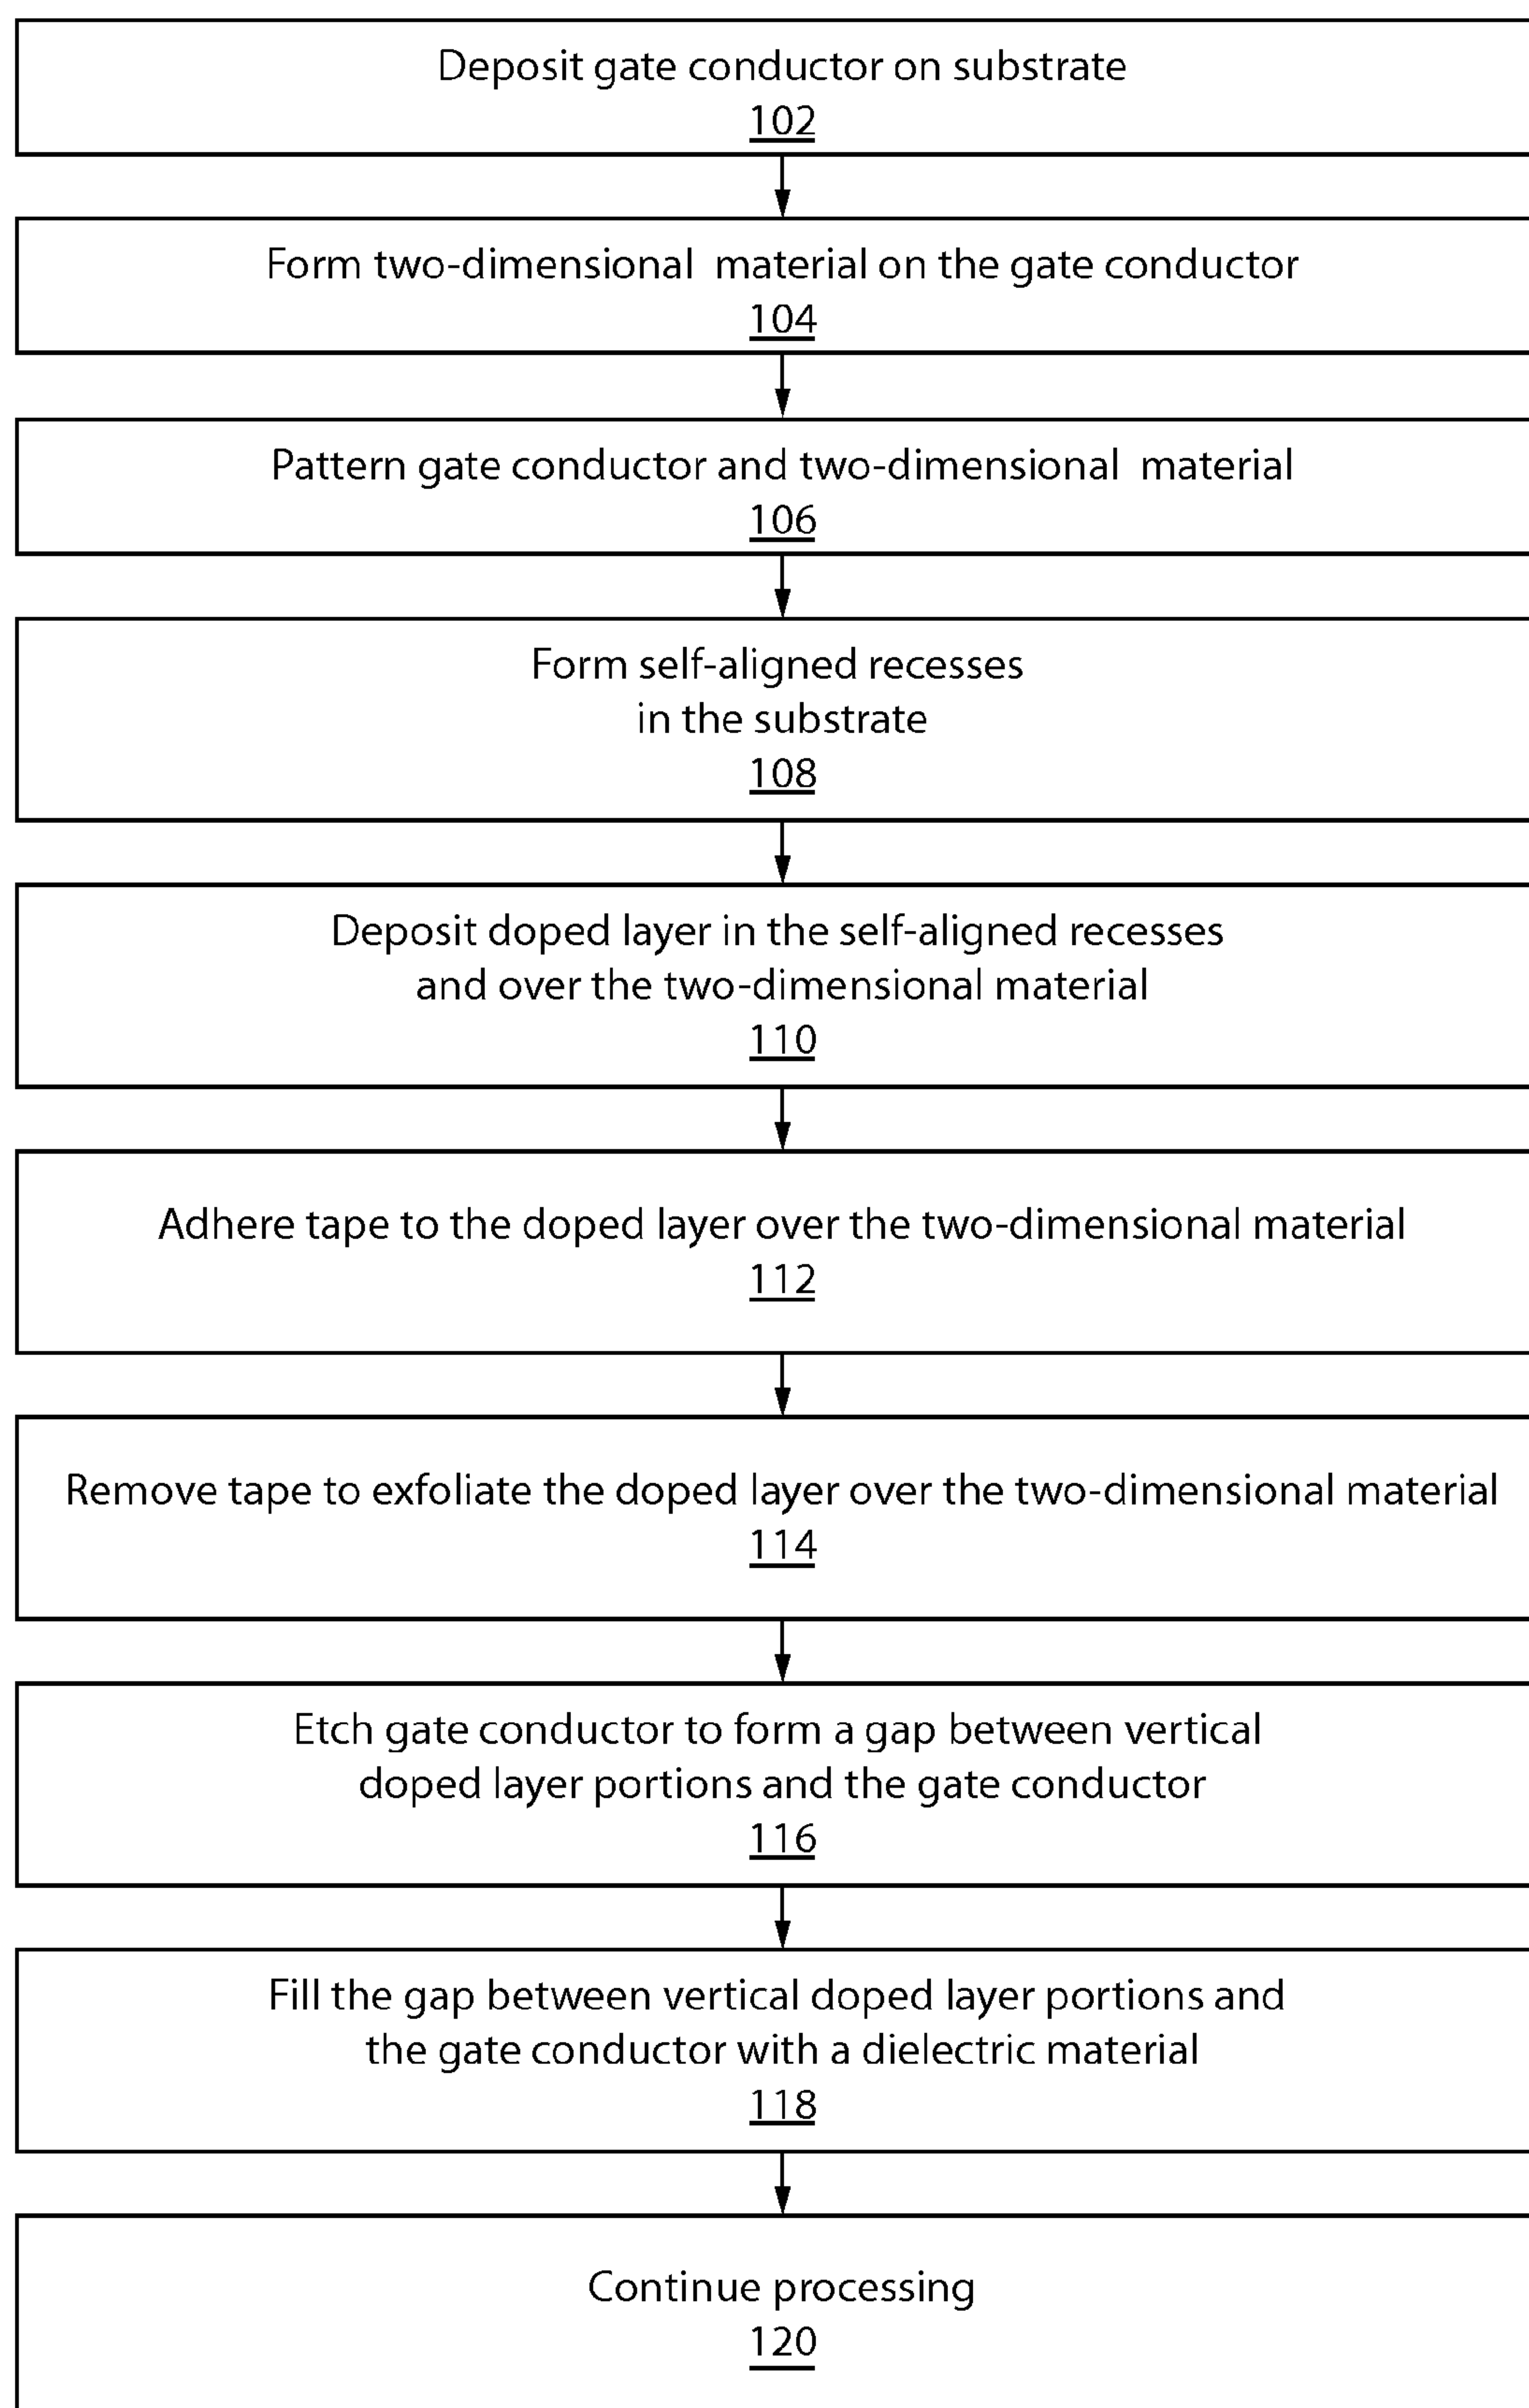 Deposit gate conductor on substrate
102
Form two-dimensional material on the gate conductor
104
Pattern gate conductor and two-dimensional material
106
Form self-aligned recesses
in the substrate
108
Deposit doped layer in the self-aligned recesses
and over the two-dimensional material
110
Adhere tape to the doped layer over the two-dimensional material
112
Remove tape to exfoliate the doped layer over the two-dimensional material
114
Etch gate conductor to form a gap between vertical
doped layer portions and the gate conductor
116
Fill the gap between vertical doped layer portions and
the gate conductor with a dielectric material
118
Continue processing
120